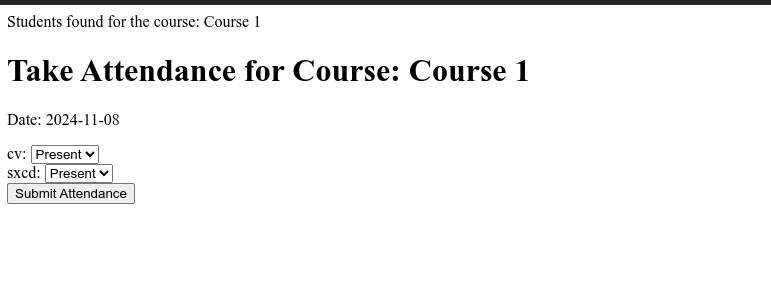 Students found for the course: Course 1
Take Attendance for Course: Course 1
Date: 2024-11-08
cv: Present
sxcd: Present
Submit Attendance